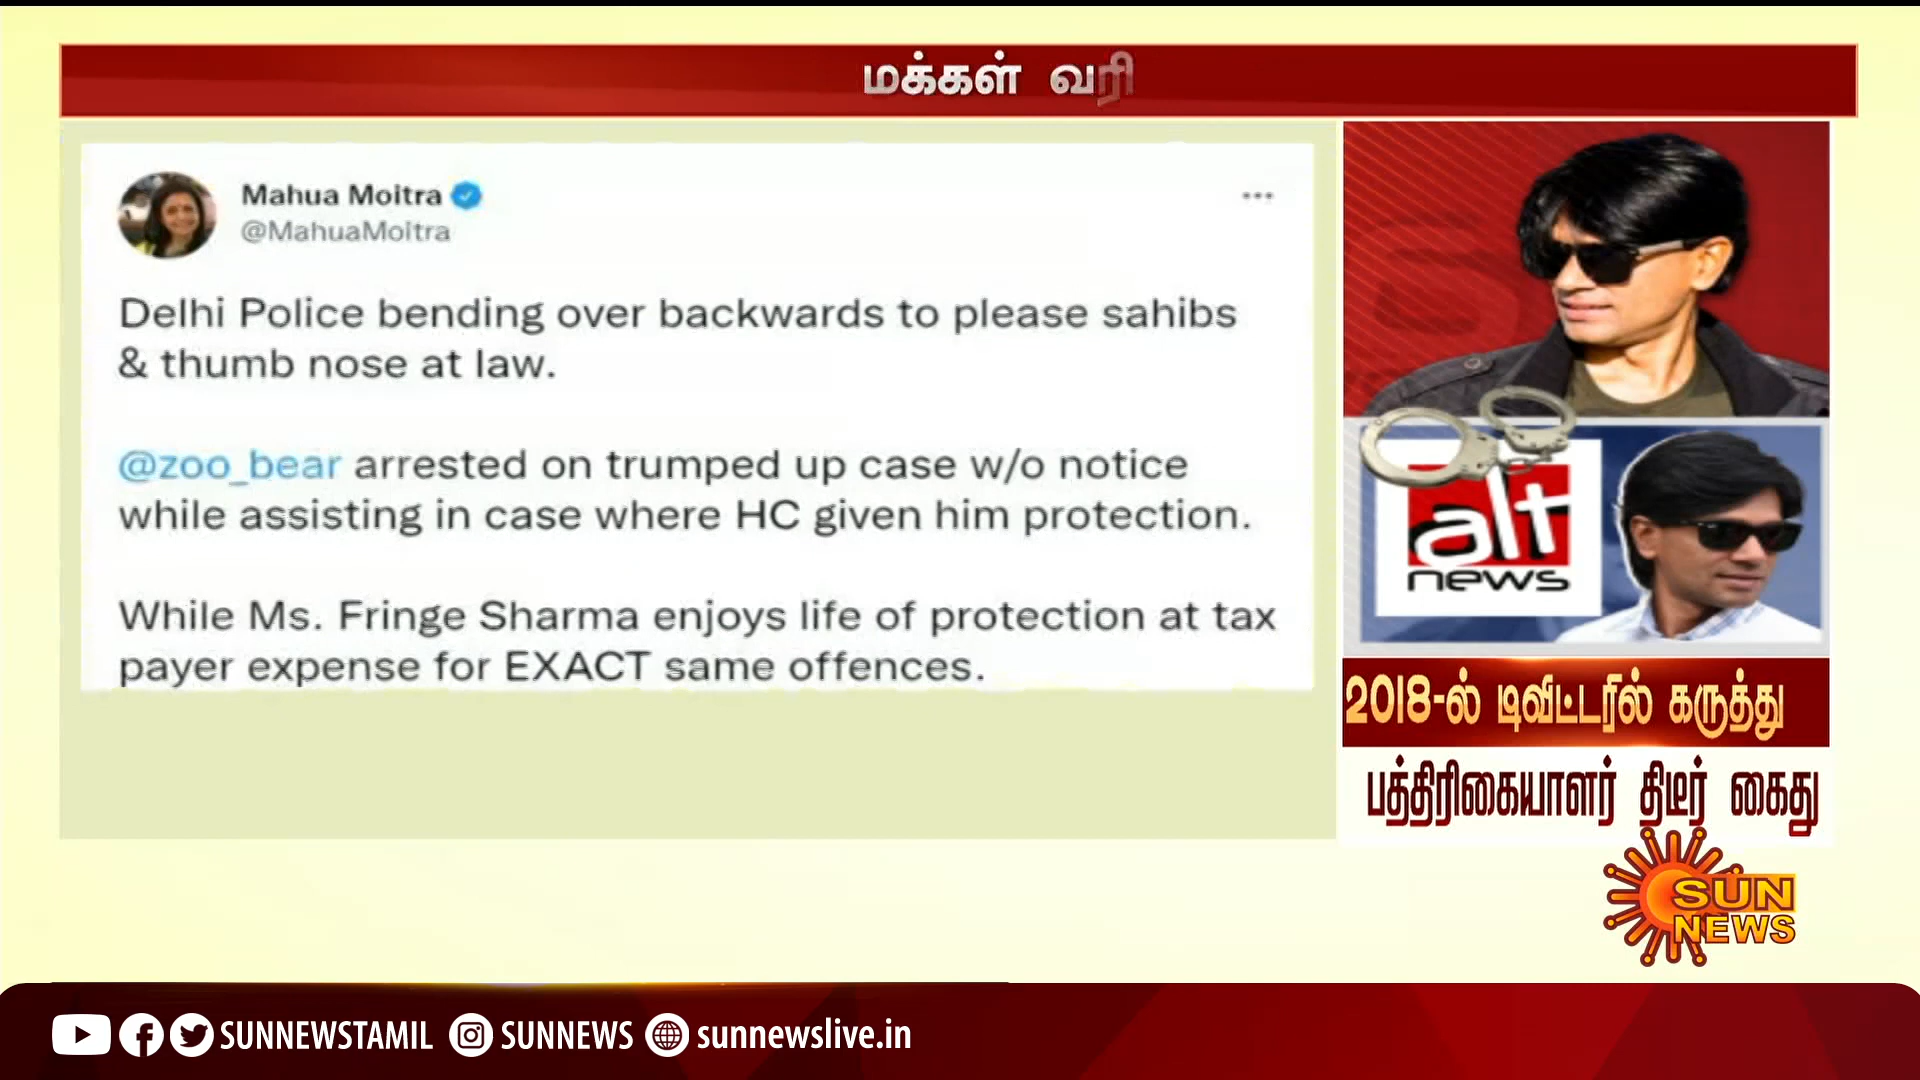 மக்கள் வரி
Mahua Moitra
@MahuaMoitra
Delhi Police bending over backwards to please sahibs
& thumb nose at law.
@zoo_bear arrested on trumped up case w/o notice
while assisting in case where HC given him protection.
While Ms. Fringe Sharma enjoys life of protection at tax
payer expense for EXACT same offences.
alt
news
2018-ல் டிவிட்டரில் கருத்து
பத்திரிகையாளர் திடீர் கைது
SUN
NEWS
SUNNEWSTAMIL SUNNEWS sunnewslive.in